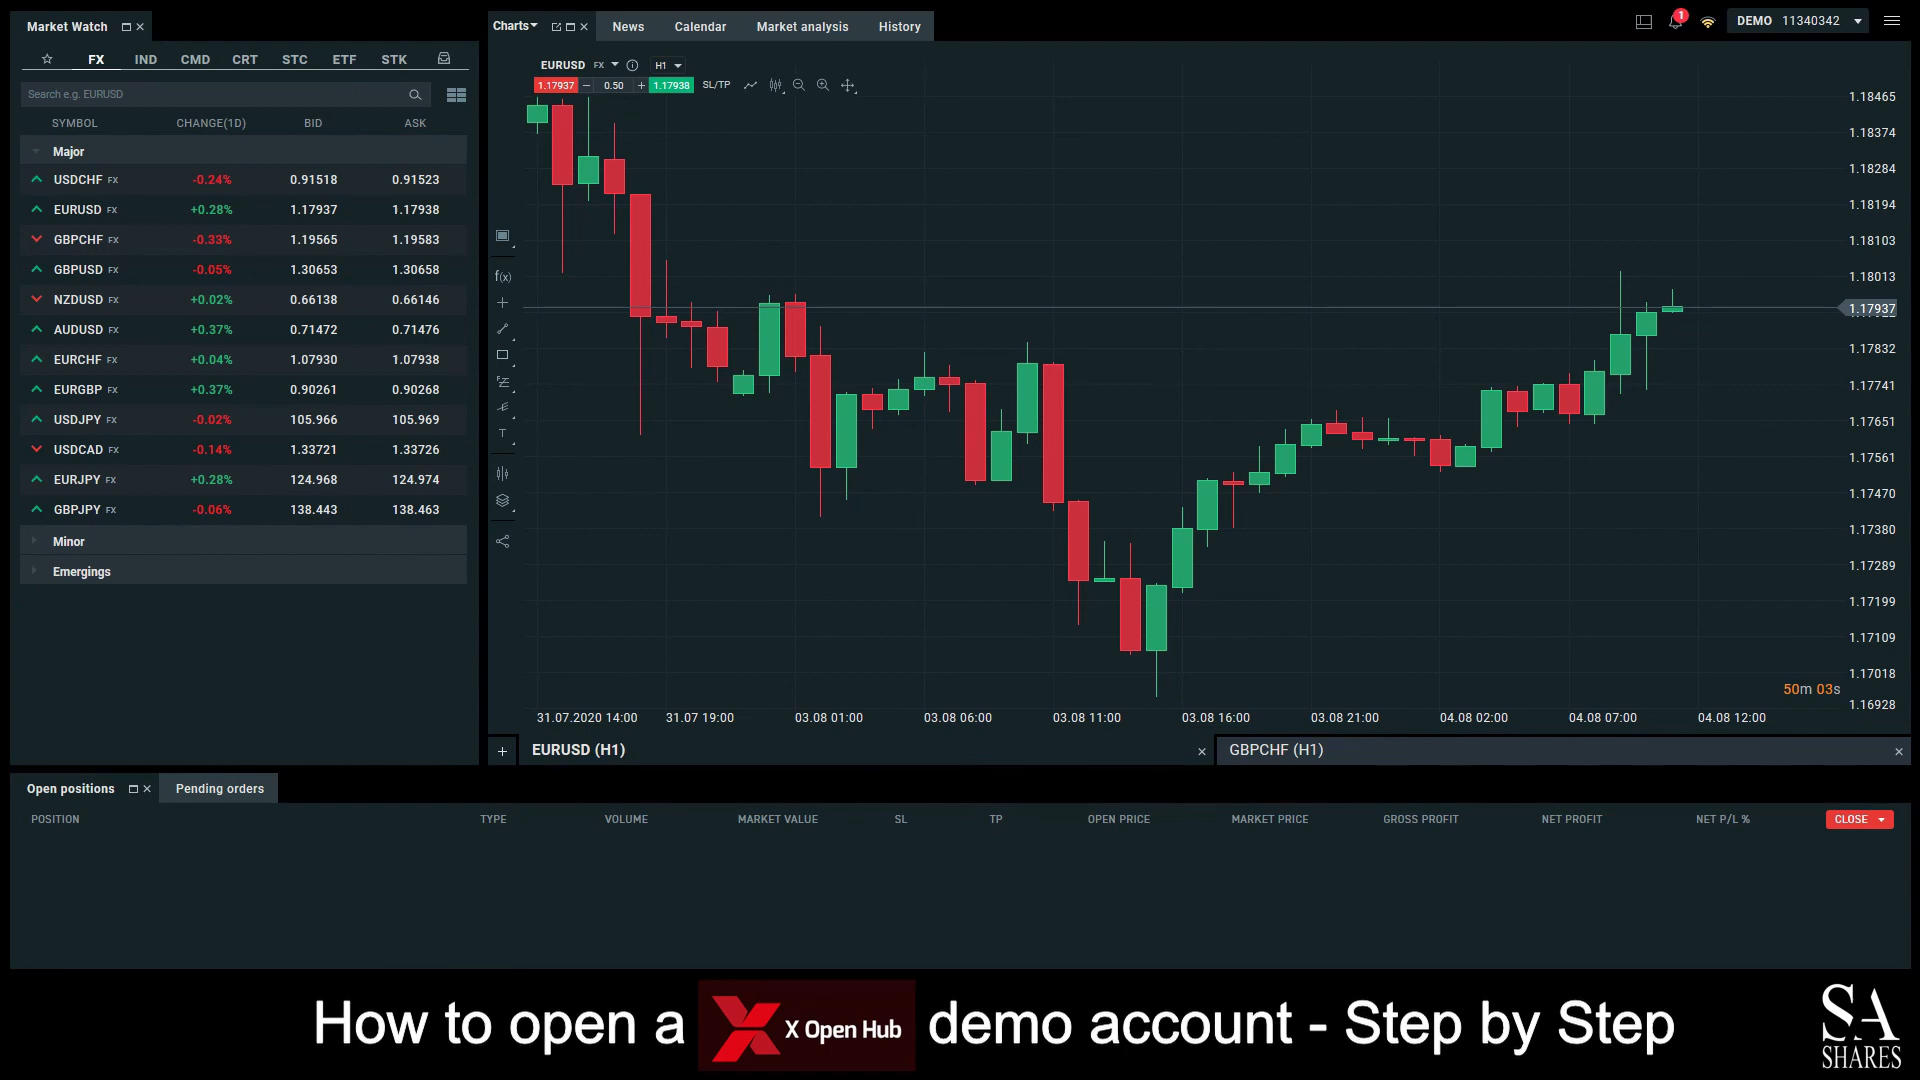 Market Watch
Charts
News
Calendar
Market analysis
History
1
DEMO 11340342
FX IND CMD CRT STC ETF STK
Search e.g. EURUSD
SYMBOL CHANGE(1D) BID ASK
Major
USDCHF FX -0.24% 0.91518 0.91523
EURUSD FX +0.28% 1.17937 1.17938
GBPCHF FX -0.33% 1.19565 1.19583
GBPUSD FX -0.05% 1.30653 1.30658
NZDUSD FX +0.02% 0.66138 0.66146
AUDUSD FX +0.37% 0.71472 0.71476
EURCHF FX +0.04% 1.07930 1.07938
EURGBP FX +0.37% 0.90261 0.90268
USDJPY FX -0.02% 105.966 105.969
USDCAD FX -0.14% 1.33721 1.33726
EURJPY FX +0.28% 124.968 124.974
GBPJPY FX -0.06% 138.443 138.463
Minor
Emergings
EURUSD FX H1
1.17937 − 0.50 + 1.17938 SL/TP
f(x)
T
1.18465
1.18374
1.18284
1.18194
1.18103
1.18013
1.17937
1.17832
1.17741
1.17651
1.17561
1.17470
1.17380
1.17289
1.17199
1.17109
1.17018
1.16928
50m 03s
31.07.2020 14:00 31.07 19:00 03.08 01:00 03.08 06:00 03.08 11:00 03.08 16:00 03.08 21:00 04.08 02:00 04.08 07:00 04.08 12:00
+ EURUSD (H1) GBPCHF (H1)
Open positions Pending orders
POSITION TYPE VOLUME MARKET VALUE SL TP OPEN PRICE MARKET PRICE GROSS PROFIT NET PROFIT NET P/L % CLOSE
How to open a X Open Hub demo account - Step by Step
SA
SHARES